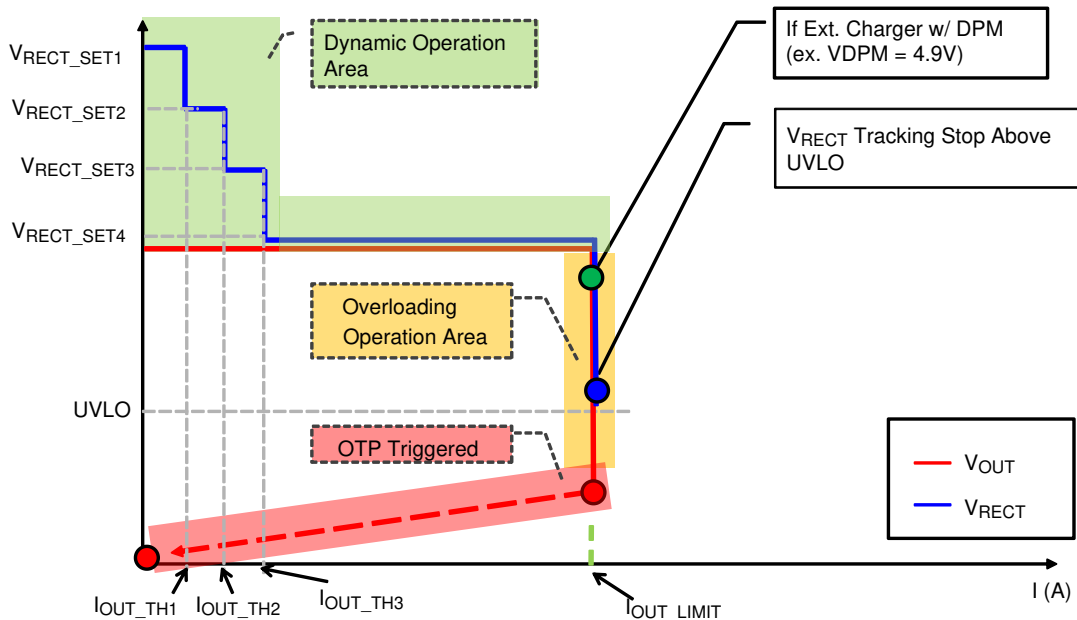 If Ext. Charger w/ DPM
(ex. VDPM = 4.9V)
Dynamic Operation
Area
VRECT_SET1
VRECT_SET2
VRECT_SET3
VRECT_SET4
VRECT Tracking Stop Above
UVLO
Overloading
Operation Area
UVLO
OTP Triggered
VOUT
VRECT
IOUT_TH1
IOUT_TH2
IOUT_TH3
IOUT_LIMIT
I (A)